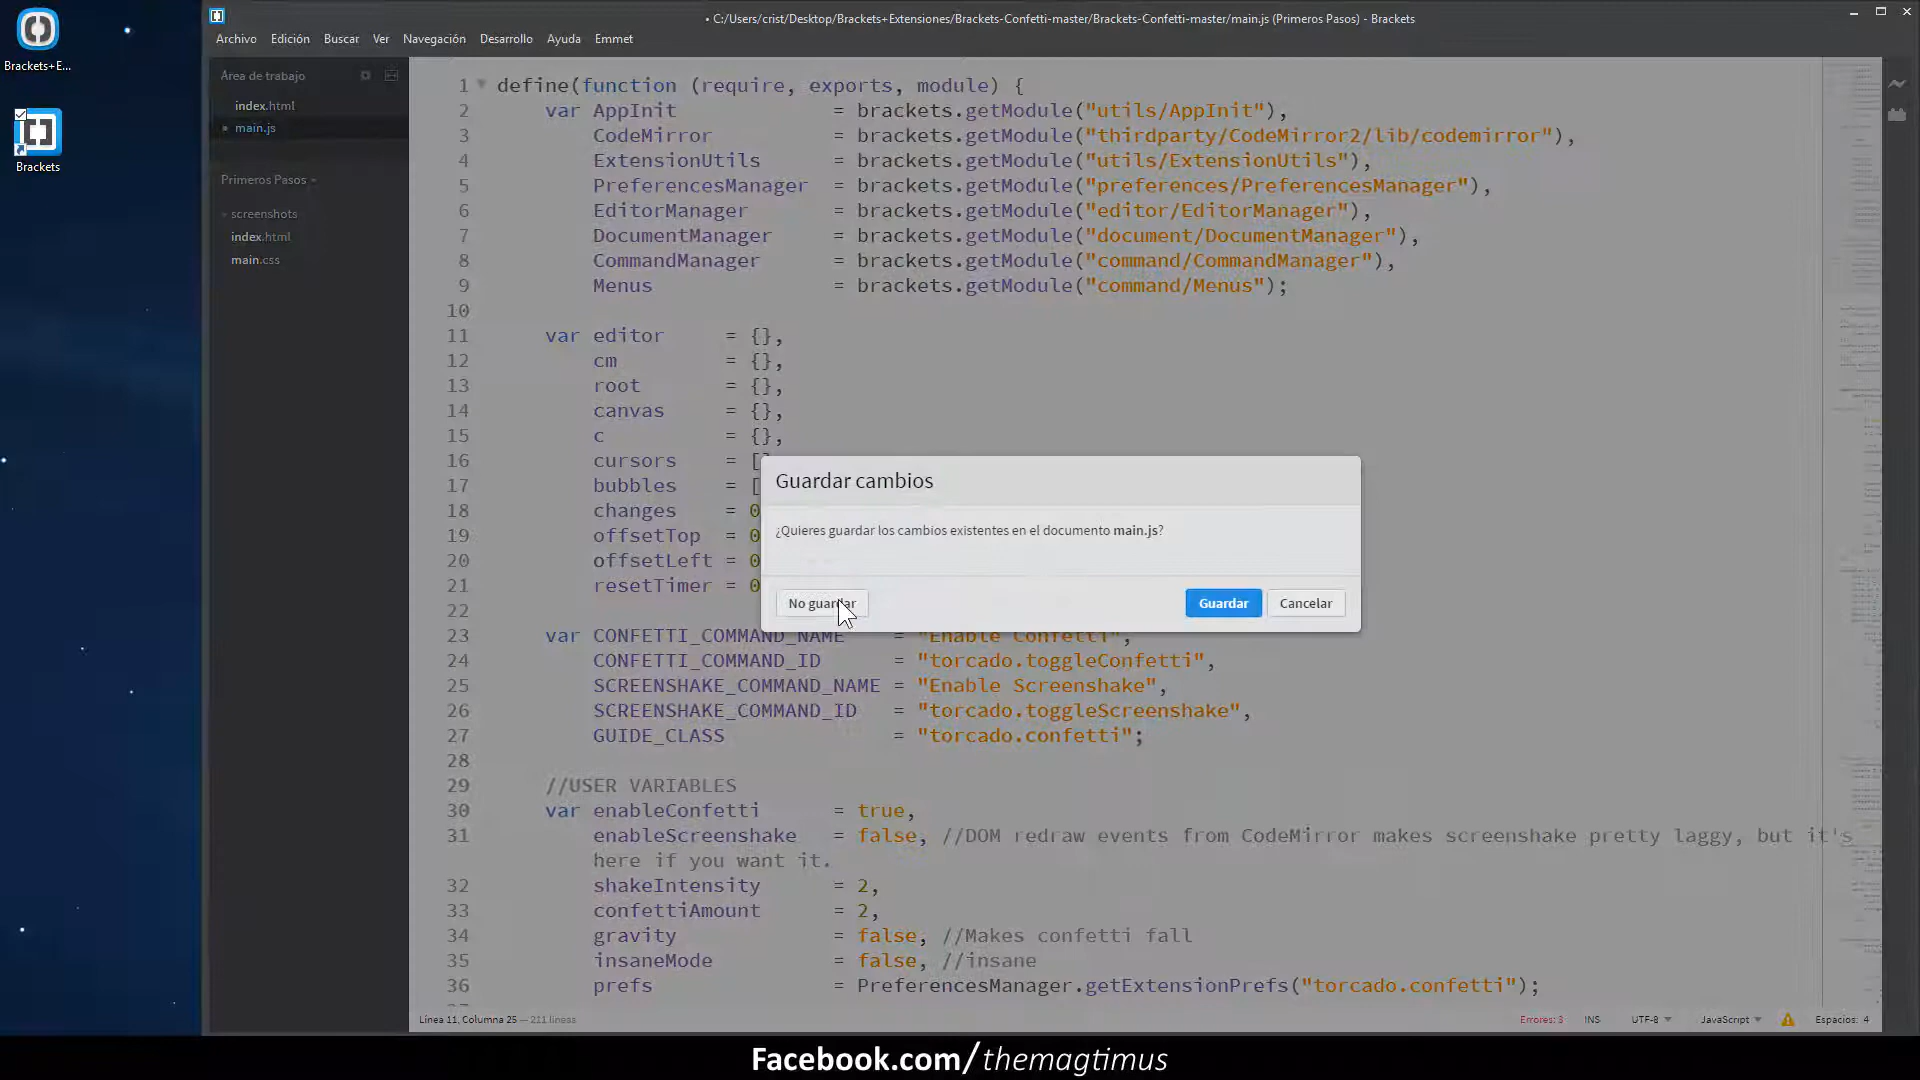 Brackets+E...
Brackets
• C:/Users/crist/Desktop/Brackets+Extensiones/Brackets-Confetti-master/Brackets-Confetti-master/main.js (Primeros Pasos) - Brackets
Archivo Edición Buscar Ver Navegación Desarrollo Ayuda Emmet
Área de trabajo
index.html
main.js
Primeros Pasos
screenshots
index.html
main.css
1 define(function (require, exports, module) {
2 var AppInit = brackets.getModule("utils/AppInit"),
3 CodeMirror = brackets.getModule("thirdparty/CodeMirror2/lib/codemirror"),
4 ExtensionUtils = brackets.getModule("utils/ExtensionUtils"),
5 PreferencesManager = brackets.getModule("preferences/PreferencesManager"),
6 EditorManager = brackets.getModule("editor/EditorManager"),
7 DocumentManager = brackets.getModule("document/DocumentManager"),
8 CommandManager = brackets.getModule("command/CommandManager"),
9 Menus = brackets.getModule("command/Menus");
10
11 var editor = {},
12 cm = {},
13 root = {},
14 canvas = {},
15 c = {},
16 cursors = [
17 bubbles = [
18 changes = 0
19 offsetTop = 0
20 offsetLeft = 0
21 resetTimer = 0
22
Guardar cambios
¿Quieres guardar los cambios existentes en el documento main.js?
No guardar Guardar Cancelar
23 var CONFETTI_COMMAND_NAME = "Enable Confetti",
24 CONFETTI_COMMAND_ID = "torcado.toggleConfetti",
25 SCREENSHAKE_COMMAND_NAME = "Enable Screenshake",
26 SCREENSHAKE_COMMAND_ID = "torcado.toggleScreenshake",
27 GUIDE_CLASS = "torcado.confetti";
28
29 //USER VARIABLES
30 var enableConfetti = true,
31 enableScreenshake = false, //DOM redraw events from CodeMirror makes screenshake pretty laggy, but it's
here if you want it.
32 shakeIntensity = 2,
33 confettiAmount = 2,
34 gravity = false, //Makes confetti fall
35 insaneMode = false, //insane
36 prefs = PreferencesManager.getExtensionPrefs("torcado.confetti");
Línea 11, Columna 25 — 211 líneas
Errores: 3 INS UTF-8 JavaScript Espacios: 4
Facebook.com/themagtimus